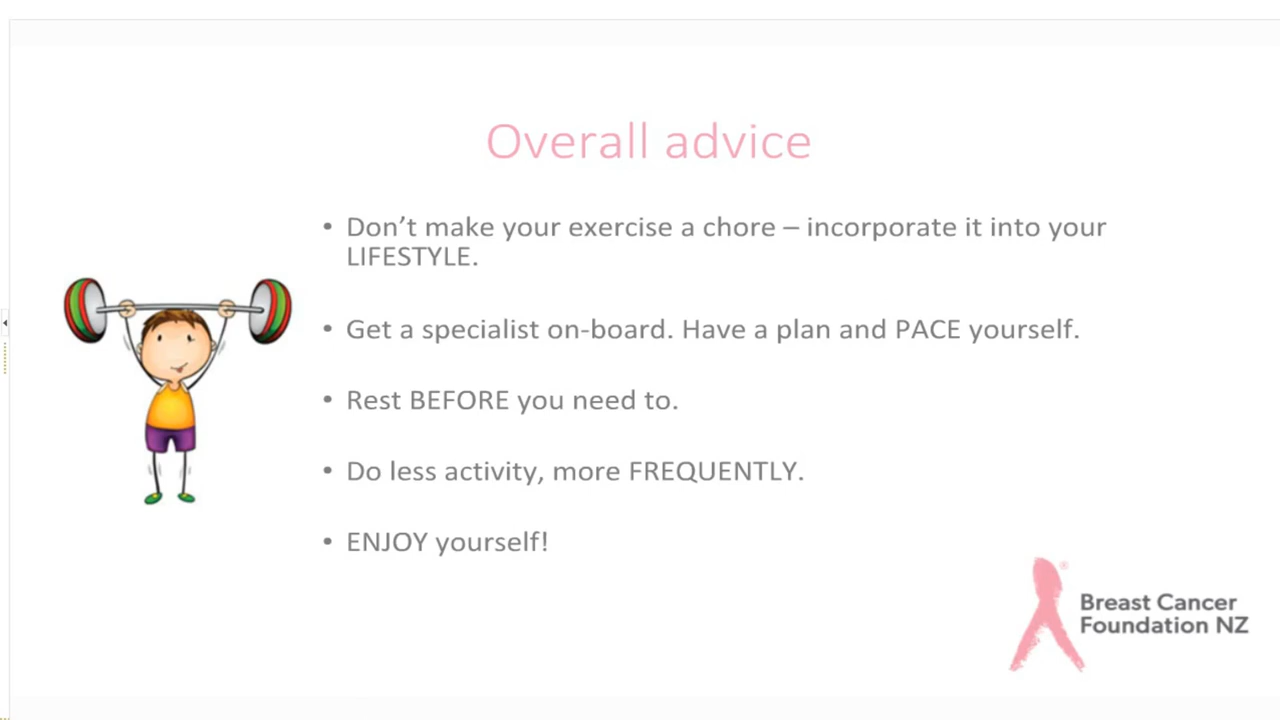 Overall advice
• Don’t make your exercise a chore – incorporate it into your
LIFESTYLE.
• Get a specialist on-board. Have a plan and PACE yourself.
• Rest BEFORE you need to.
• Do less activity, more FREQUENTLY.
• ENJOY yourself!
®
Breast Cancer
Foundation NZ